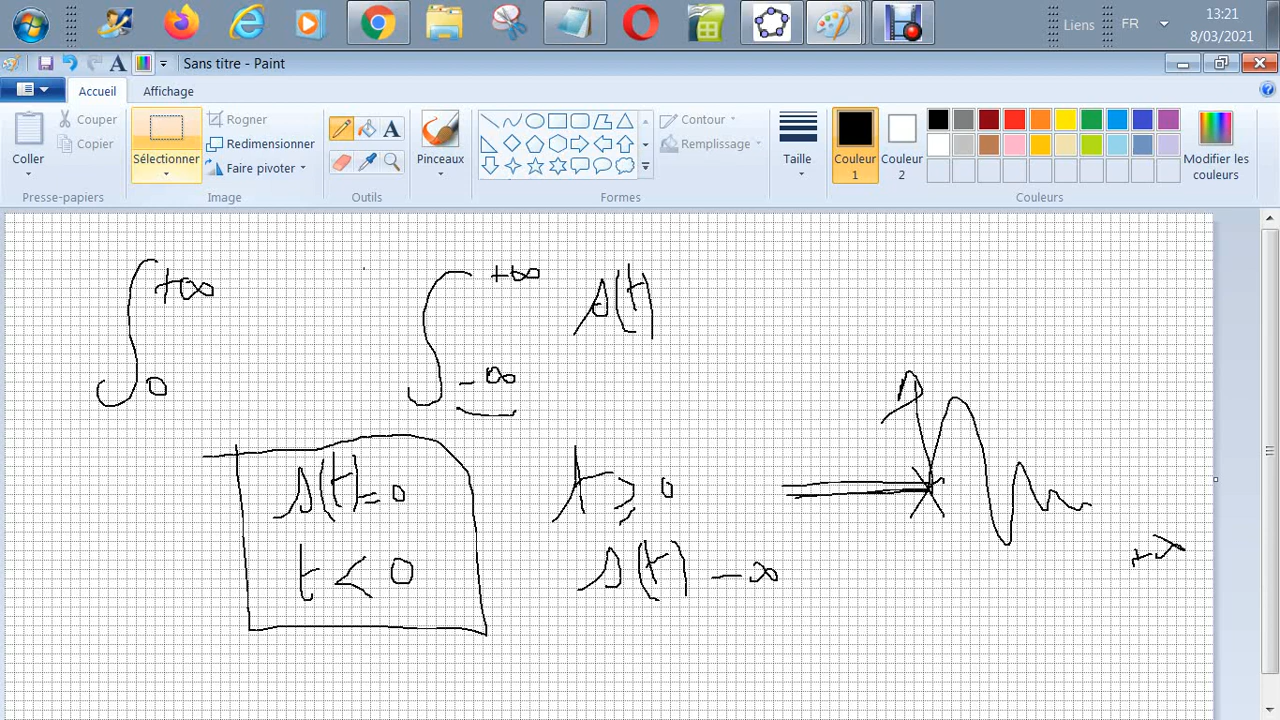 13:21
Liens FR
8/03/2021
Sans titre - Paint
Accueil Affichage
Couper
Copier
Coller
Presse-papiers
Rogner
Redimensionner
Sélectionner
Faire pivoter
Image
A
Outils
Pinceaux
Contour
Remplissage
Formes
Taille
Couleur 1
Couleur 2
Modifier les couleurs
Couleurs
∫ +∞ 0
∫ +∞ -∞ s(t)
s(t)=0
t<0
t ≥ 0
s(t) -∞